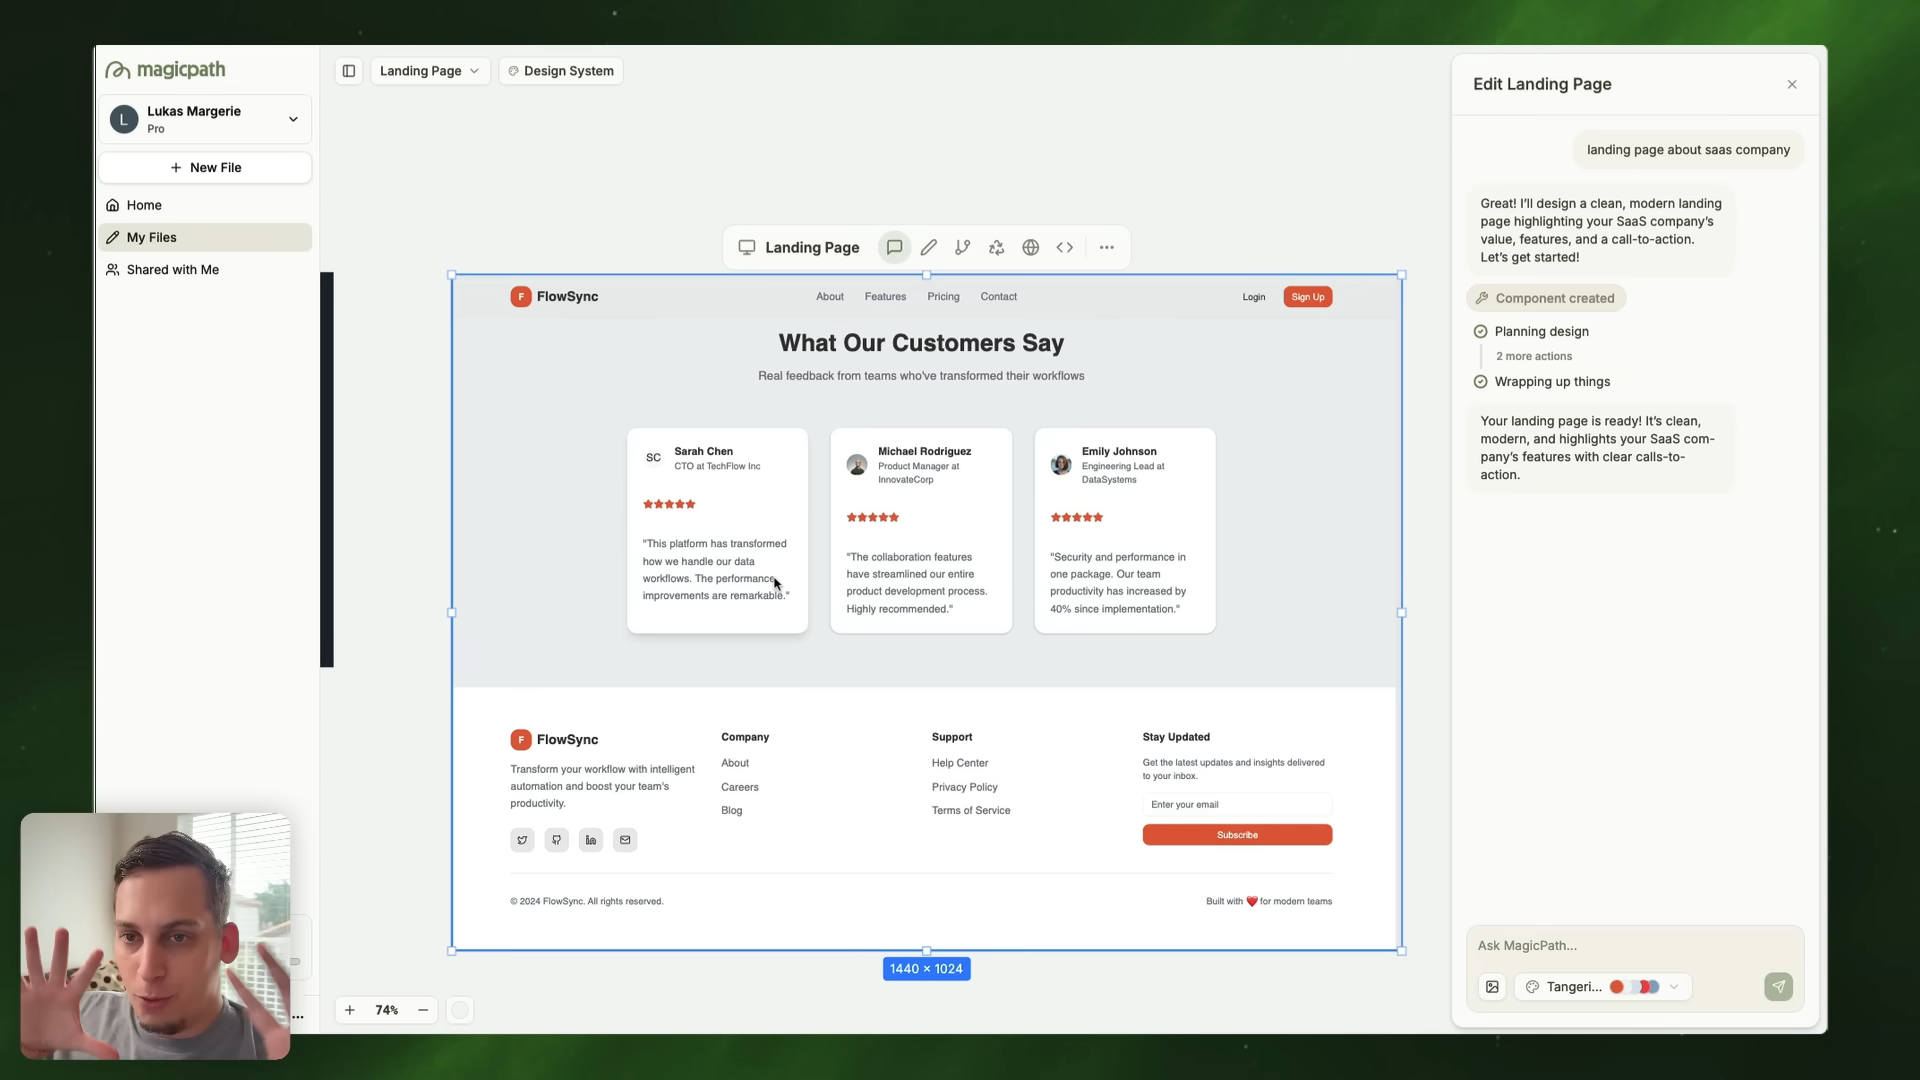 magicpath
L
Lukas Margerie
Pro
New File
Home
My Files
Shared with Me
Landing Page
Design System
Landing Page
F FlowSync
About Features Pricing Contact
Login Sign Up
What Our Customers Say
Real feedback from teams who've transformed their workflows
SC
Sarah Chen
CTO at TechFlow Inc
"This platform has transformed
how we handle our data
workflows. The performance
improvements are remarkable."
Michael Rodriguez
Product Manager at
InnovateCorp
"The collaboration features
have streamlined our entire
product development process.
Highly recommended."
Emily Johnson
Engineering Lead at
DataSystems
"Security and performance in
one package. Our team
productivity has increased by
40% since implementation."
F FlowSync
Transform your workflow with intelligent
automation and boost your team's
productivity.
Company
About
Careers
Blog
Support
Help Center
Privacy Policy
Terms of Service
Stay Updated
Get the latest updates and insights delivered
to your inbox.
Enter your email
Subscribe
© 2024 FlowSync. All rights reserved.
Built with ❤️ for modern teams
1440 × 1024
74%
Edit Landing Page
landing page about saas company
Great! I'll design a clean, modern landing
page highlighting your SaaS company's
value, features, and a call-to-action.
Let's get started!
Component created
Planning design
2 more actions
Wrapping up things
Your landing page is ready! It's clean,
modern, and highlights your SaaS com-
pany's features with clear calls-to-
action.
Ask MagicPath...
Tangeri...